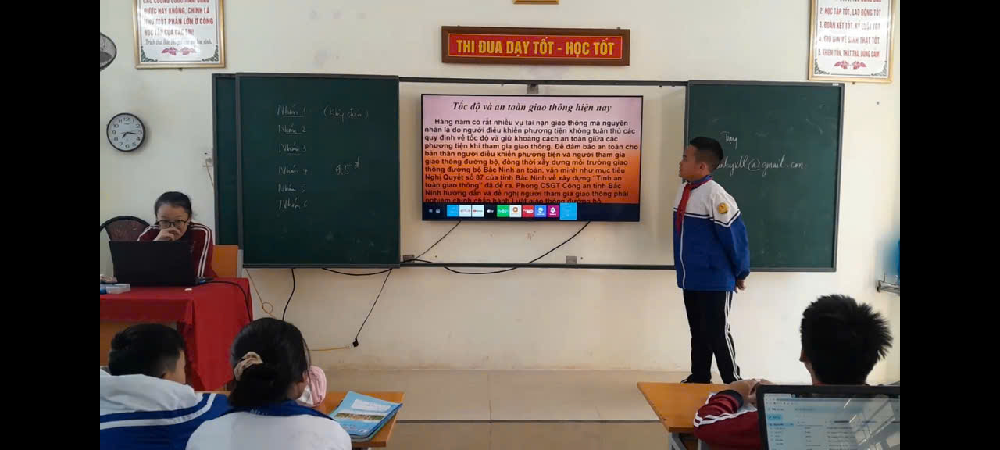 CÁC CƯỜNG QUỐC NĂM CHÂU
ĐƯỢC HAY KHÔNG, CHÍNH LÀ
NHỜ MỘT PHẦN LỚN Ở CÔNG
HỌC TẬP CỦA CÁC EM
THI ĐUA DẠY TỐT - HỌC TỐT
2. HỌC TẬP TỐT, LAO ĐỘNG TỐT
3. ĐOÀN KẾT TỐT, KỶ LUẬT TỐT
4. GIỮ GÌN VỆ SINH THẬT TỐT
5. KHIÊM TỐN, THẬT THÀ, DŨNG CẢM
Nhóm 1
Nhóm 2
Nhóm 3
Nhóm 4 9,5đ
Nhóm 5
Nhóm 6
Tốc độ và an toàn giao thông hiện nay
Hàng năm có rất nhiều vụ tai nạn giao thông mà nguyên
nhân là do người điều khiển phương tiện không tuân thủ các
quy định về tốc độ và giữ khoảng cách an toàn giữa các
phương tiện khi tham gia giao thông. Để đảm bảo an toàn cho
bản thân người điều khiển phương tiện và người tham gia
giao thông đường bộ, đồng thời xây dựng môi trường giao
thông đường bộ Bắc Ninh an toàn, văn minh như mục tiêu
Nghị Quyết số 87 của tỉnh Bắc Ninh về xây dựng "Tỉnh an
toàn giao thông" đã đề ra. Phòng CSGT Công an tỉnh Bắc
Ninh hướng dẫn và đề nghị người tham gia giao thông phải
nghiêm chỉnh chấp hành Luật giao thông đường bộ
@gmail.com